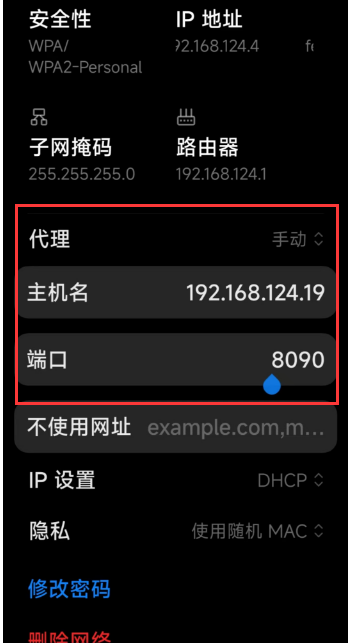 安全性
IP 地址
WPA/
WPA2-Personal
92.168.124.4
fe
子网掩码
路由器
255.255.255.0
192.168.124.1
代理
手动
主机名
192.168.124.19
端口
8090
不使用网址
example.com,m...
IP 设置
DHCP
隐私
使用随机 MAC
修改密码
删除网络